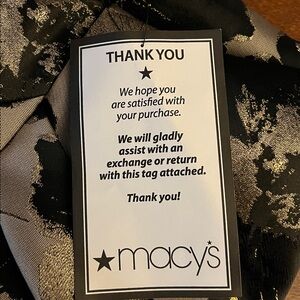 THANK YOU
We hope you
are satisfied with
your purchase.
We will gladly
assist with an
exchange or return
with this tag attached.
Thank you!
★macy's